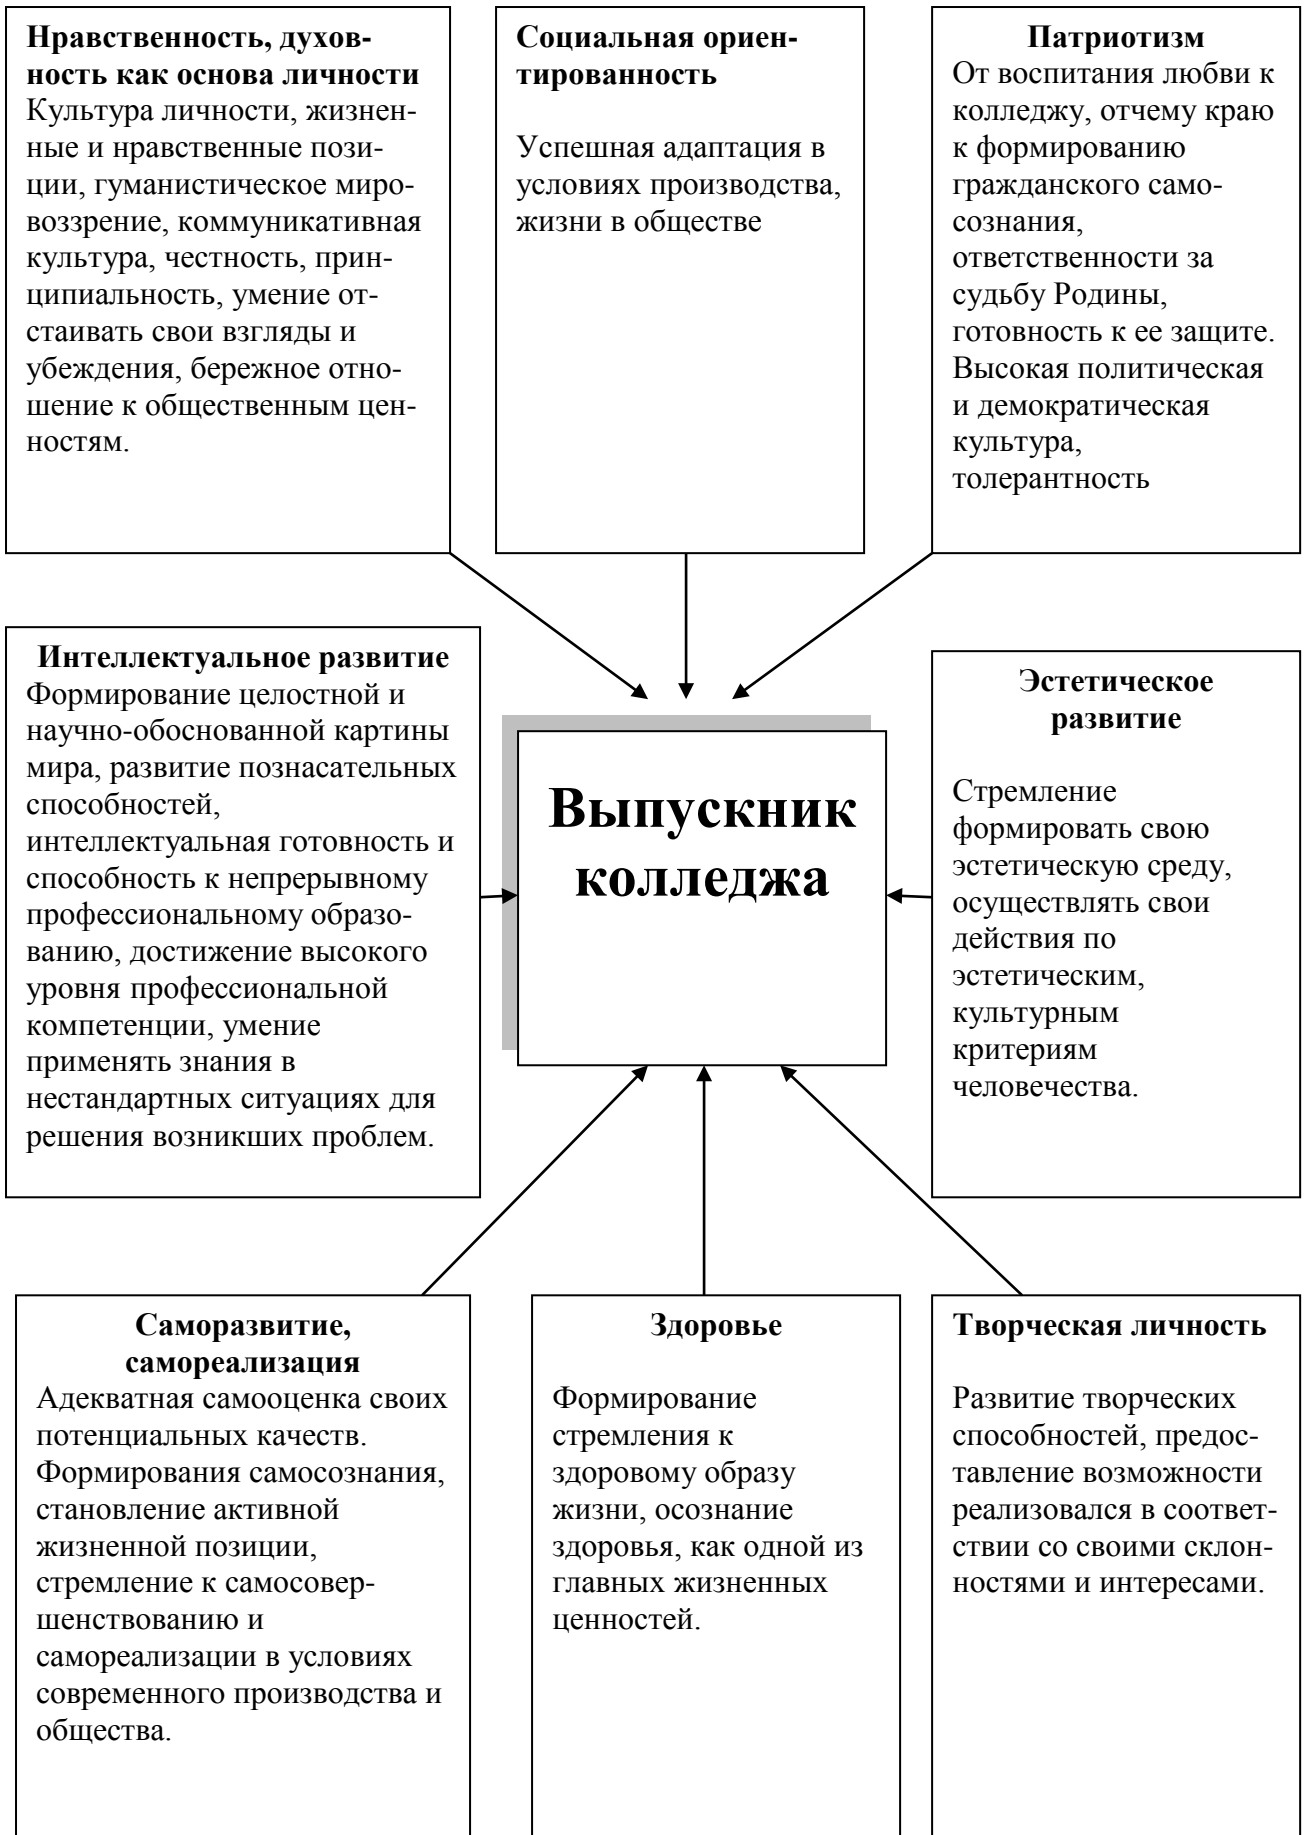 Нравственность, духов-
ность как основа личности
Культура личности, жизнен-
ные и нравственные пози-
ции, гуманистическое миро-
воззрение, коммуникативная
культура, честность, прин-
ципиальность, умение от-
стаивать свои взгляды и
убеждения, бережное отно-
шение к общественным цен-
ностям.
Социальная ориен-
тированность
Успешная адаптация в
условиях производства,
жизни в обществе
Патриотизм
От воспитания любви к
колледжу, отчему краю
к формированию
гражданского само-
сознания,
ответственности за
судьбу Родины,
готовность к ее защите.
Высокая политическая
и демократическая
культура,
толерантность
Интеллектуальное развитие
Формирование целостной и
научно-обоснованной картины
мира, развитие познасательных
способностей,
интеллектуальная готовность и
способность к непрерывному
профессиональному образо-
ванию, достижение высокого
уровня профессиональной
компетенции, умение
применять знания в
нестандартных ситуациях для
решения возникших проблем.
Выпускник
колледжа
Эстетическое
развитие
Стремление
формировать свою
эстетическую среду,
осуществлять свои
действия по
эстетическим,
культурным
критериям
человечества.
Саморазвитие,
самореализация
Адекватная самооценка своих
потенциальных качеств.
Формирования самосознания,
становление активной
жизненной позиции,
стремление к самосовер-
шенствованию и
самореализации в условиях
современного производства и
общества.
Здоровье
Формирование
стремления к
здоровому образу
жизни, осознание
здоровья, как одной из
главных жизненных
ценностей.
Творческая личность
Развитие творческих
способностей, предос-
тавление возможности
реализовался в соответ-
ствии со своими склон-
ностями и интересами.